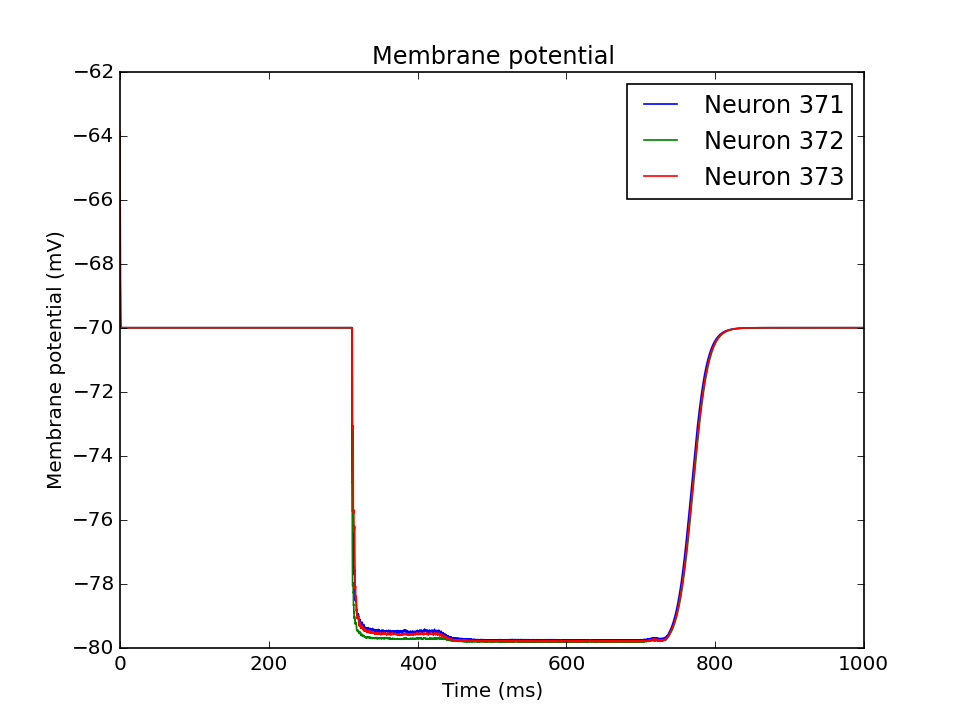 Membrane potential
Neuron 371
Neuron 372
Neuron 373
Membrane potential (mV)
−62
−64
−66
−68
−70
−72
−74
−76
−78
−80
0 200 400 600 800 1000
Time (ms)